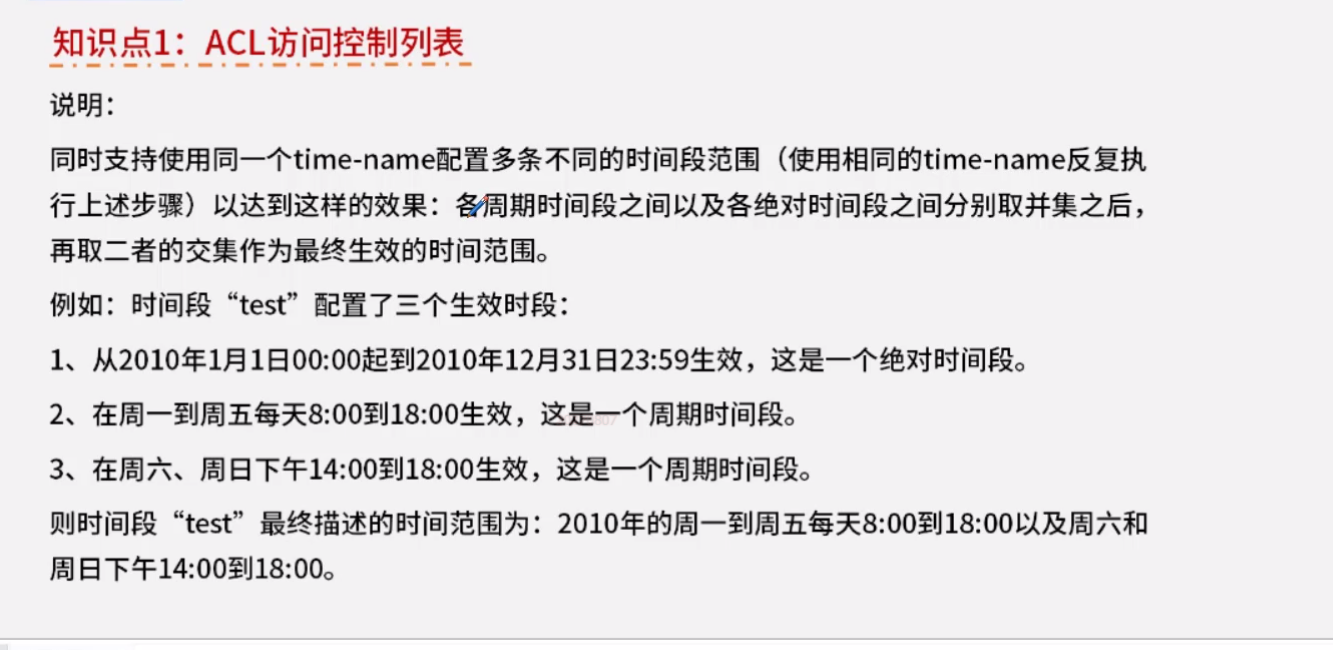 知识点1：ACL访问控制列表
说明：
同时支持使用同一个time-name配置多条不同的时间段范围（使用相同的time-name反复执
行上述步骤）以达到这样的效果：各周期时间段之间以及各绝对时间段之间分别取并集之后，
再取二者的交集作为最终生效的时间范围。
例如：时间段“test”配置了三个生效时段：
1、从2010年1月1日00:00起到2010年12月31日23:59生效，这是一个绝对时间段。
2、在周一到周五每天8:00到18:00生效，这是一个周期时间段。
3、在周六、周日下午14:00到18:00生效，这是一个周期时间段。
则时间段“test”最终描述的时间范围为：2010年的周一到周五每天8:00到18:00以及周六和
周日下午14:00到18:00。